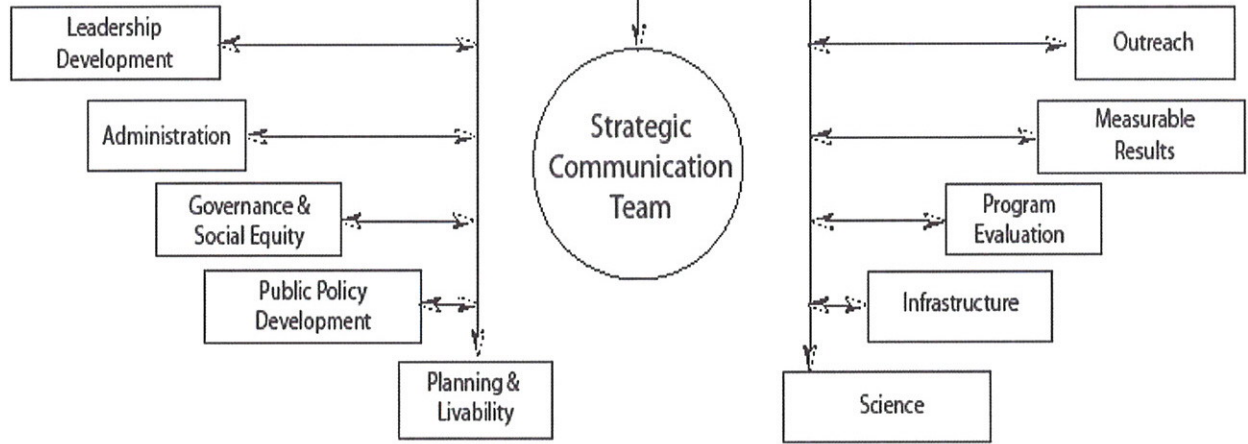 Leadership
Development
Administration
Governance &
Social Equity
Public Policy
Development
Planning &
Livability
Strategic
Communication
Team
Outreach
Measurable
Results
Program
Evaluation
Infrastructure
Science